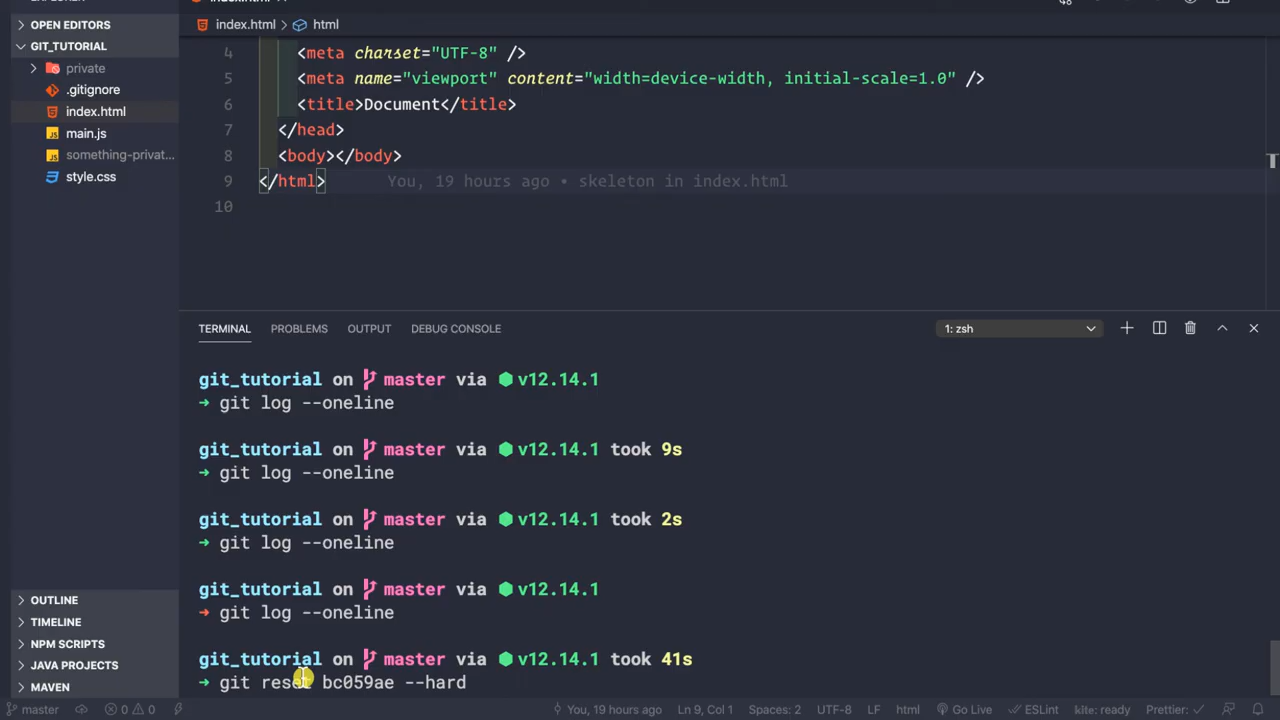 OPEN EDITORS
GIT_TUTORIAL
private
.gitignore
index.html
main.js
something-privat...
style.css
OUTLINE
TIMELINE
NPM SCRIPTS
JAVA PROJECTS
MAVEN
index.html > html
4 <meta charset="UTF-8" />
5 <meta name="viewport" content="width=device-width, initial-scale=1.0" />
6 <title>Document</title>
7 </head>
8 <body></body>
9 </html> You, 19 hours ago • skeleton in index.html
10
TERMINAL PROBLEMS OUTPUT DEBUG CONSOLE 1: zsh
git_tutorial on master via v12.14.1
→ git log --oneline
git_tutorial on master via v12.14.1 took 9s
→ git log --oneline
git_tutorial on master via v12.14.1 took 2s
→ git log --oneline
git_tutorial on master via v12.14.1
→ git log --oneline
git_tutorial on master via v12.14.1 took 41s
→ git reset bc059ae --hard
master 0 0 You, 19 hours ago Ln 9, Col 1 Spaces: 2 UTF-8 LF html Go Live ESLint kite: ready Prettier: ✓